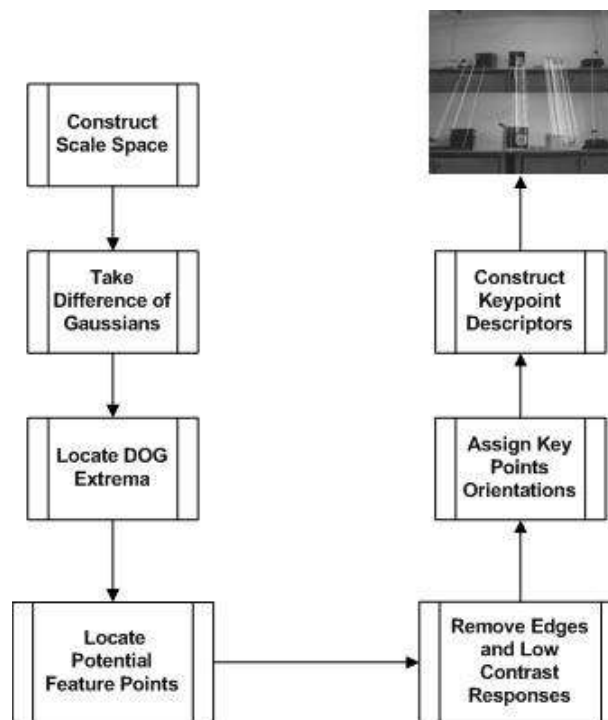 Construct
Scale Space
Take
Difference of
Gaussians
Locate DOG
Extrema
Locate
Potential
Feature Points
Remove Edges
and Low
Contrast
Responses
Assign Key
Points
Orientations
Construct
Keypoint
Descriptors